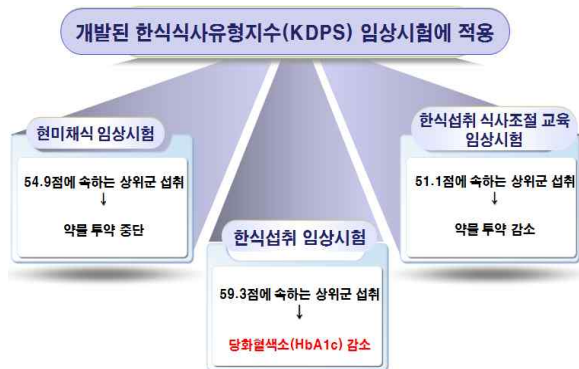 개발된 한식식사유형지수(KDPS) 임상시험에 적용
현미채식 임상시험
54.9점에 속하는 상위군 섭취
↓
약물 투약 중단
한식섭취 임상시험
59.3점에 속하는 상위군 섭취
↓
당화혈색소(HbA1c) 감소
한식섭취 식사조절 교육
임상시험
51.1점에 속하는 상위군 섭취
↓
약물 투약 감소